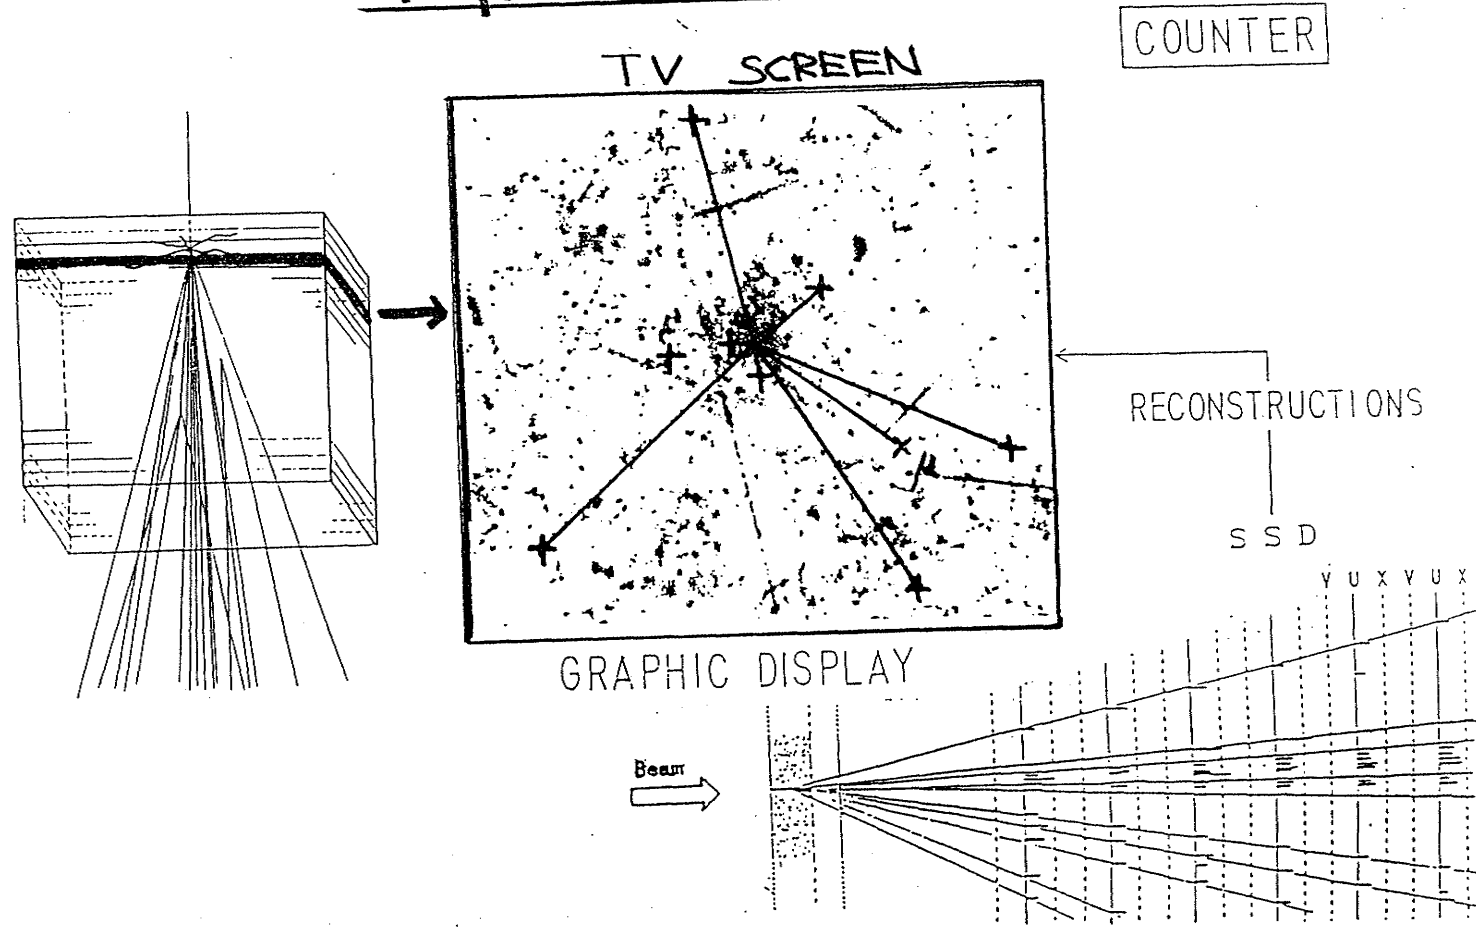 COUNTER
TV SCREEN
μ
RECONSTRUCTIONS
SSD
V U X V U X
GRAPHIC DISPLAY
Beam